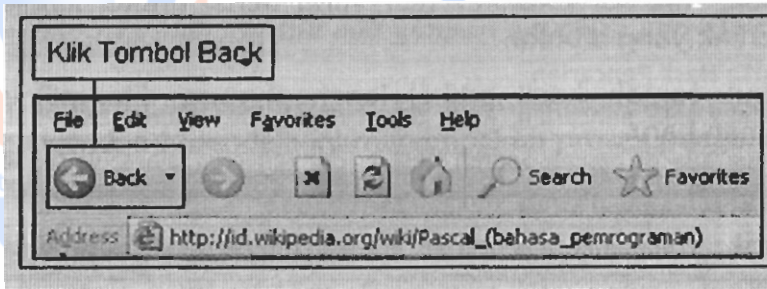 Klik Tombol Back
File Edit View Favorites Tools Help
Back Search Favorites
Address http://id.wikipedia.org/wiki/Pascal_(bahasa_pemrograman)